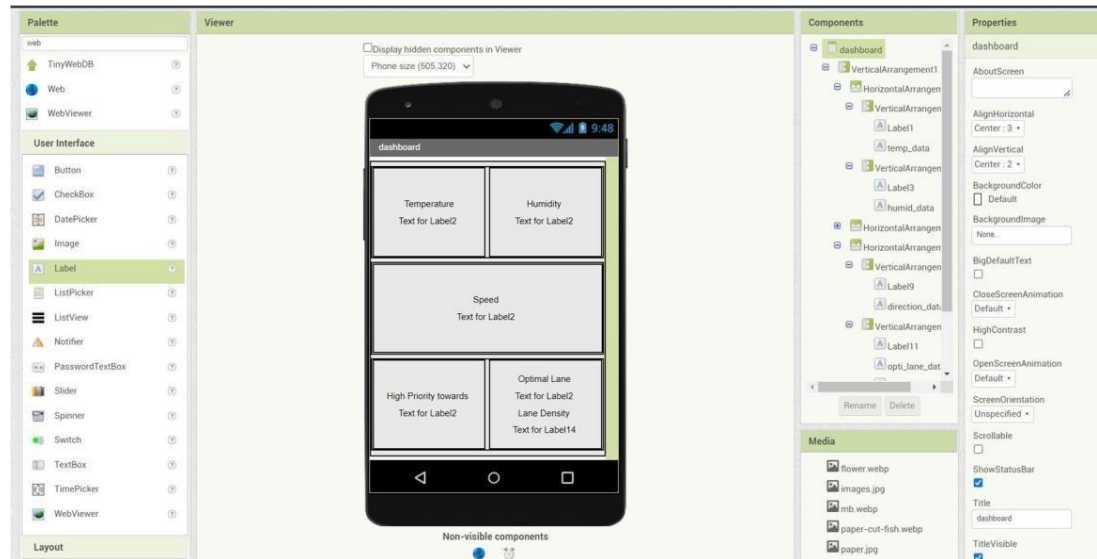 Palette
web
TinyWebDB
Web
WebViewer
User Interface
Button
CheckBox
DatePicker
Image
Label
ListPicker
ListView
Notifier
PasswordTextBox
Slider
Spinner
Switch
TextBox
TimePicker
WebViewer
Layout
Viewer
Display hidden components in Viewer
Phone size (505,320)
9:48
dashboard
Temperature
Text for Label2
Humidity
Text for Label2
Speed
Text for Label2
High Priority towards
Text for Label2
Optimal Lane
Text for Label2
Lane Density
Text for Label14
Non-visible components
Components
dashboard
VerticalArrangement1
HorizontalArrangen
VerticalArrangen
Label1
temp_data
VerticalArrangen
Label3
humid_data
HorizontalArrangen
HorizontalArrangen
VerticalArrangen
Label9
direction_dat
VerticalArrangen
Label11
opti_lane_dat
Rename Delete
Media
flower.webp
images.jpg
mb.webp
paper-cut-fish.webp
paper.jpg
Properties
dashboard
AboutScreen
AlignHorizontal
Center : 3
AlignVertical
Center : 2
BackgroundColor
Default
BackgroundImage
None...
BigDefaultText
CloseScreenAnimation
Default
HighContrast
OpenScreenAnimation
Default
ScreenOrientation
Unspecified
Scrollable
ShowStatusBar
Title
dashboard
TitleVisible